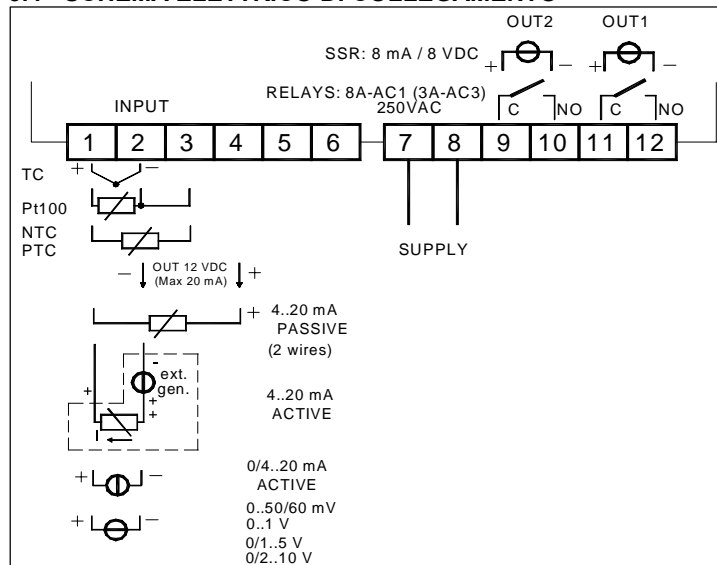 OUT2 OUT1
SSR: 8 mA / 8 VDC
+ − + −
RELAYS: 8A-AC1 (3A-AC3)
250VAC
C NO C NO
INPUT
1 2 3 4 5 6 7 8 9 10 11 12
TC + −
Pt100
NTC
PTC
SUPPLY
− OUT 12 VDC +
(Max 20 mA)
+ 4..20 mA
PASSIVE
(2 wires)
-
ext.
gen.
+
+
+
I
4..20 mA
ACTIVE
+ −
0/4..20 mA
ACTIVE
+ −
0..50/60 mV
0..1 V
0/1..5 V
0/2..10 V